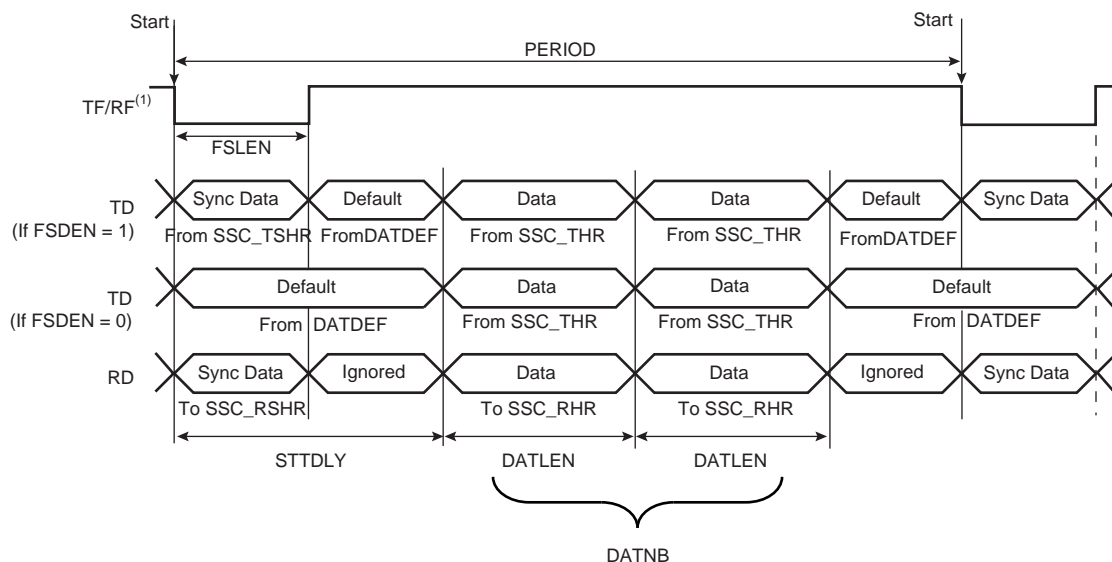 Start
Start
PERIOD
TF/RF(1)
FSLEN
TD
(If FSDEN = 1)
Sync Data
Default
Data
Data
Default
Sync Data
From SSC_TSHR
FromDATDEF
From SSC_THR
From SSC_THR
FromDATDEF
TD
(If FSDEN = 0)
Default
Data
Data
Default
From DATDEF
From SSC_THR
From SSC_THR
From DATDEF
RD
Sync Data
Ignored
Data
Data
Ignored
Sync Data
To SSC_RSHR
To SSC_RHR
To SSC_RHR
STTDLY
DATLEN
DATLEN
DATNB